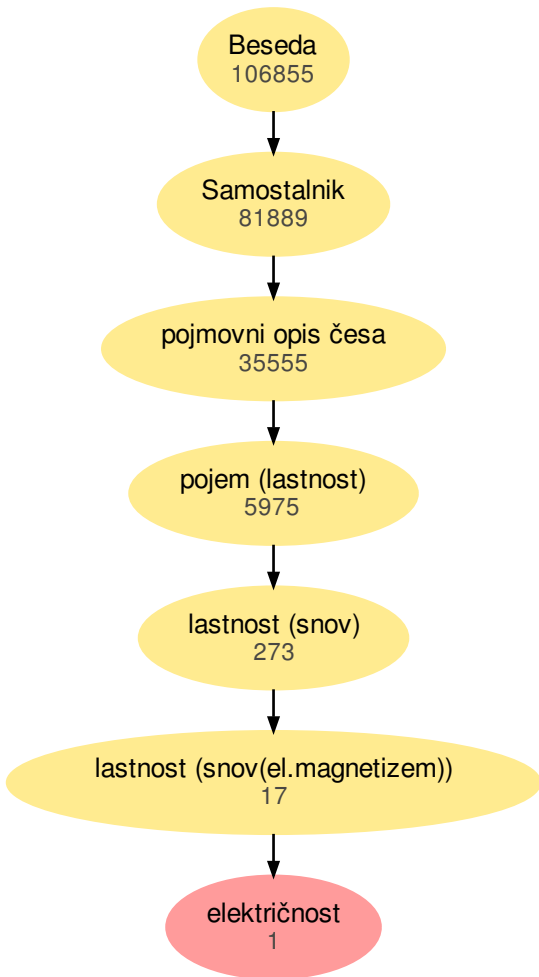 Beseda
106855
Samostalnik
81889
pojmovni opis česa
35555
pojem (lastnost)
5975
lastnost (snov)
273
lastnost (snov(el.magnetizem))
17
električnost
1